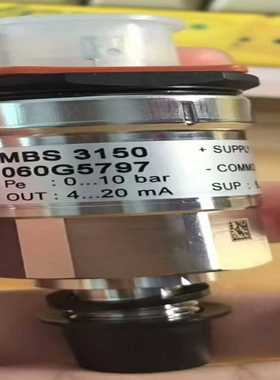 MBS 3150
060G5797
Pe : 0...10 bar
OUT : 4...20 mA
+ SUPPLY
- COMM
SUP :